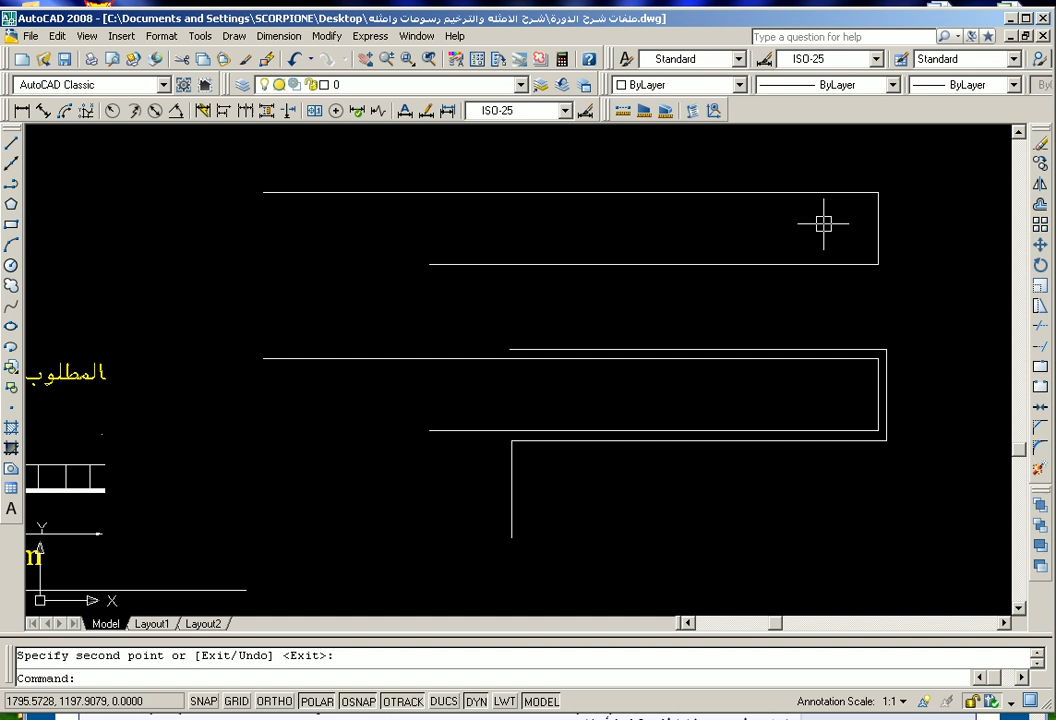 AutoCAD 2008 - [C:\Documents and Settings\SCORPIONE\Desktop\ملفات شرح الدورة\شرح الامثله والترخيم رسومات وامثله.dwg]
File Edit View Insert Format Tools Draw Dimension Modify Express Window Help
Type a question for help
Standard ISO-25 Standard
AutoCAD Classic 0 ByLayer ByLayer ByLayer
ISO-25
المطلوب
Y
m
X
Model Layout1 Layout2
Specify second point or [Exit/Undo] <Exit>:
Command:
1795.5728, 1197.9079, 0.0000 SNAP GRID ORTHO POLAR OSNAP OTRACK DUCS DYN LWT MODEL Annotation Scale: 1:1